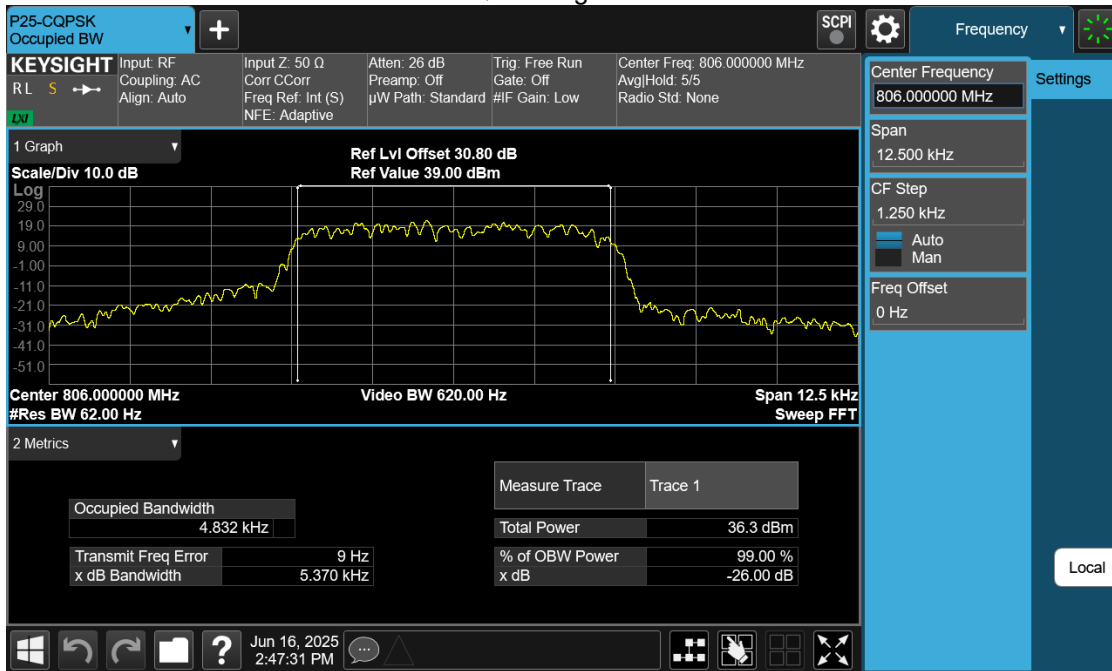 P25-CQPSK
Occupied BW
SCPI
Frequency
KEYSIGHT
R L S
LXI
Input: RF
Coupling: AC
Align: Auto
Input Z: 50 Ω
Corr CCorr
Freq Ref: Int (S)
NFE: Adaptive
Atten: 26 dB
Preamp: Off
µW Path: Standard
Trig: Free Run
Gate: Off
#IF Gain: Low
Center Freq: 806.000000 MHz
Avg|Hold: 5/5
Radio Std: None
Center Frequency
806.000000 MHz
Settings
Span
12.500 kHz
CF Step
1.250 kHz
Auto
Man
Freq Offset
0 Hz
1 Graph
Scale/Div 10.0 dB
Ref Lvl Offset 30.80 dB
Ref Value 39.00 dBm
Log
29.0
19.0
9.00
-1.00
-11.0
-21.0
-31.0
-41.0
-51.0
Center 806.000000 MHz
#Res BW 62.00 Hz
Video BW 620.00 Hz
Span 12.5 kHz
Sweep FFT
2 Metrics
Measure Trace Trace 1
Occupied Bandwidth
4.832 kHz
Total Power 36.3 dBm
Transmit Freq Error 9 Hz
% of OBW Power 99.00 %
x dB Bandwidth 5.370 kHz
x dB -26.00 dB
Local
?
Jun 16, 2025
2:47:31 PM